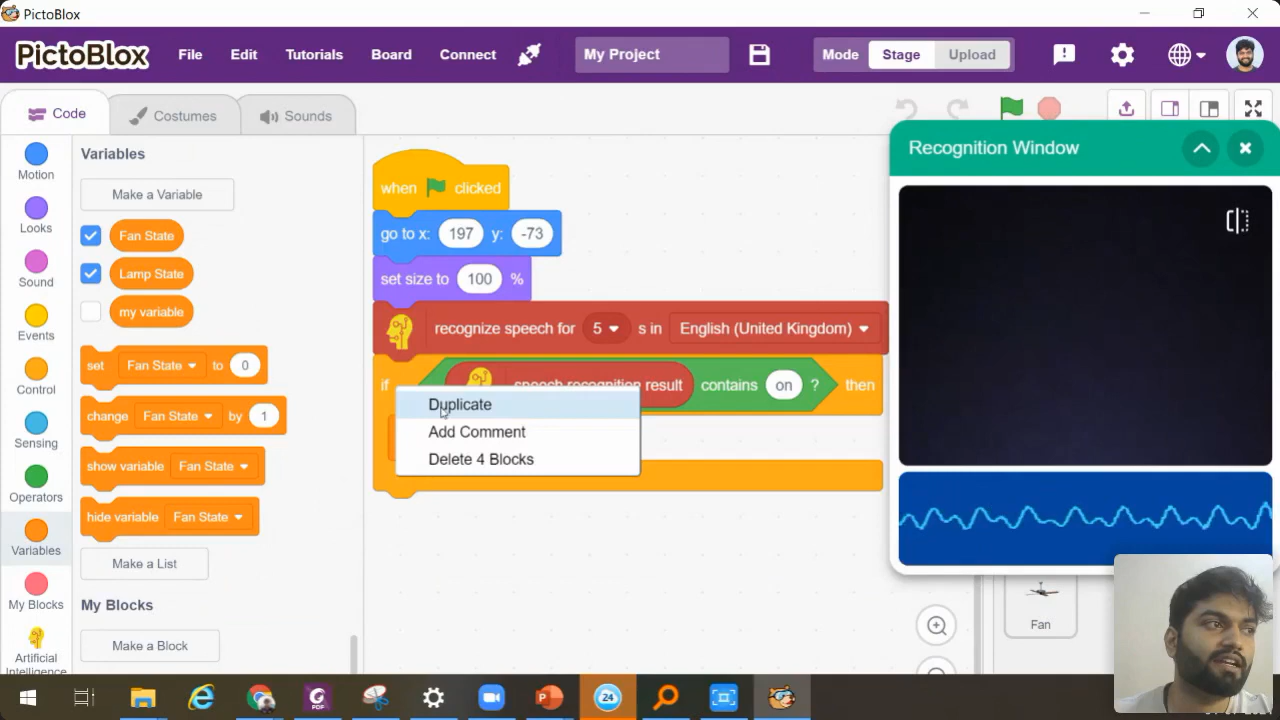 PictoBlox
PictoBlox File Edit Tutorials Board Connect My Project Mode Stage Upload
Code Costumes Sounds
Recognition Window
Motion
Looks
Sound
Events
Control
Sensing
Operators
Variables
My Blocks
Artificial
Intelligence
Variables
Make a Variable
Fan State
Lamp State
my variable
set Fan State to 0
change Fan State by 1
show variable Fan State
hide variable Fan State
Make a List
My Blocks
Make a Block
when clicked
go to x: 197 y: -73
set size to 100 %
recognize speech for 5 s in English (United Kingdom)
if speech recognition result contains on ? then
Duplicate
Add Comment
Delete 4 Blocks
Fan
24